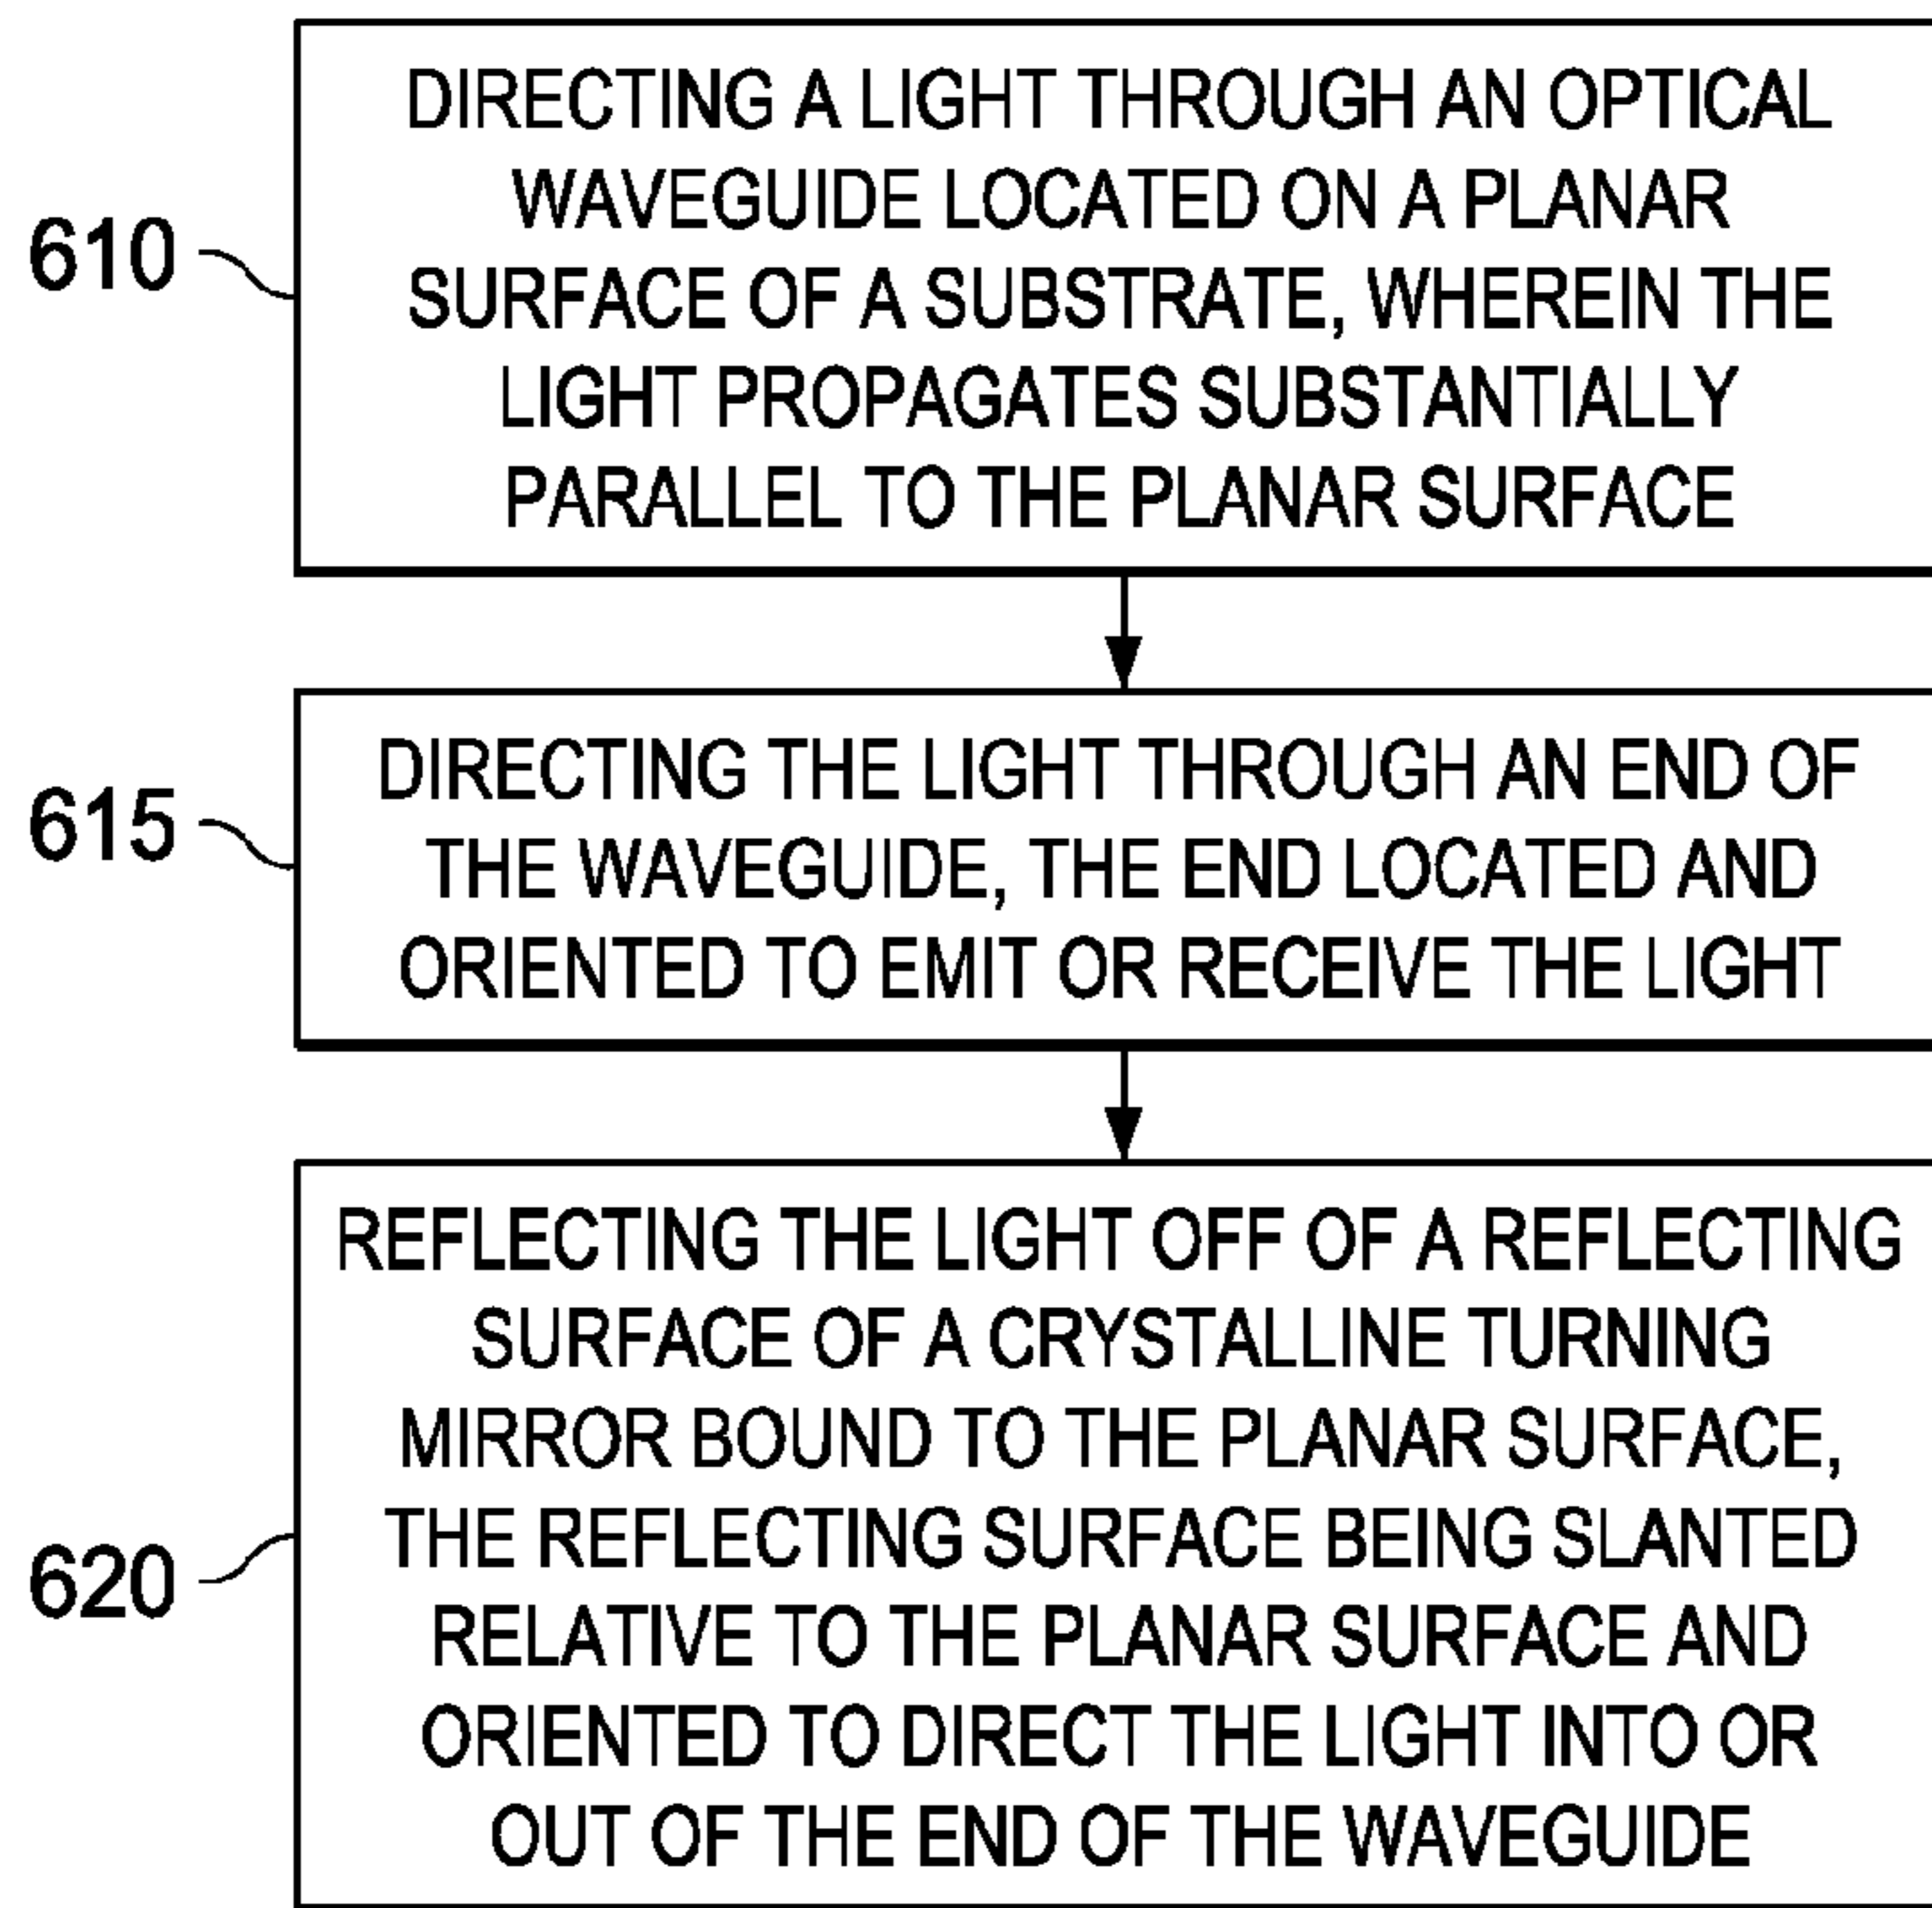 DIRECTING A LIGHT THROUGH AN OPTICAL
WAVEGUIDE LOCATED ON A PLANAR
610
SURFACE OF A SUBSTRATE, WHEREIN THE
LIGHT PROPAGATES SUBSTANTIALLY
PARALLEL TO THE PLANAR SURFACE
DIRECTING THE LIGHT THROUGH AN END OF
615
THE WAVEGUIDE, THE END LOCATED AND
ORIENTED TO EMIT OR RECEIVE THE LIGHT
REFLECTING THE LIGHT OFF OF A REFLECTING
SURFACE OF A CRYSTALLINE TURNING
MIRROR BOUND TO THE PLANAR SURFACE,
THE REFLECTING SURFACE BEING SLANTED
620
RELATIVE TO THE PLANAR SURFACE AND
ORIENTED TO DIRECT THE LIGHT INTO OR
OUT OF THE END OF THE WAVEGUIDE